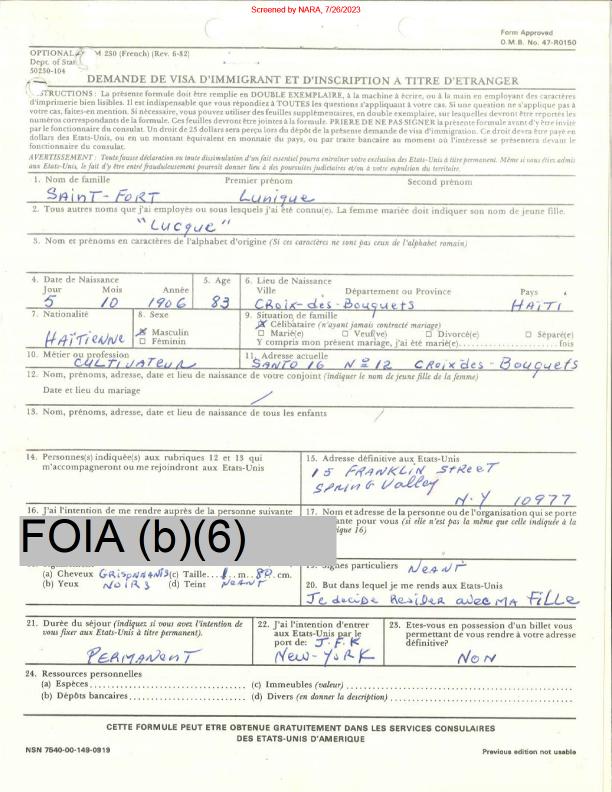 Screened by NARA, 7/26/2023
Form Approved
O.M.B. No. 47-R0150
OPTIONAL M 250 (French) (Rev. 6-82)
Dept. of Stat
50250-104
DEMANDE DE VISA D'IMMIGRANT ET D'INSCRIPTION A TITRE D'ETRANGER
STRUCTIONS: La présente formule doit être remplie en DOUBLE EXEMPLAIRE, à la machine à écrire, ou à la main en employant des caractères
d'imprimerie bien lisibles. Il est indispensable que vous répondiez à TOUTES les questions s'appliquant à votre cas. Si une question ne s'applique pas à
votre cas, faites-en mention. Si nécessaire, vous pouvez utiliser des feuilles supplémentaires, en double exemplaire, sur lesquelles devront être reportés les
numéros correspondants de la formule. Ces feuilles devront être jointes à la formule. PRIERE DE NE PAS SIGNER la présente formule avant d'y être invité
par le fonctionnaire du consulat. Un droit de 25 dollars sera perçu lors du dépôt de la présente demande de visa d'immigration. Ce droit devra être payé en
dollars des Etats-Unis, ou en un montant équivalent en monnaie du pays, ou par traite bancaire au moment où l'intéressé se présentera devant le
fonctionnaire du consulat.
AVERTISSEMENT: Toute fausse déclaration ou toute dissimulation d'un fait essentiel pourra entraîner votre exclusion des Etats-Unis à titre permanent. Même si vous êtes admis
aux Etats-Unis, le fait d'y être entré frauduleusement pourrait donner lieu à des poursuites judiciaires et/ou à votre expulsion du territoire.
1. Nom de famille Premier prénom Second prénom
SAINT-FORT Lunique
2. Tous autres noms que j'ai employés ou sous lesquels j'ai été connu(e). La femme mariée doit indiquer son nom de jeune fille.
"Lucque"
3. Nom et prénoms en caractères de l'alphabet d'origine (Si ces caractères ne sont pas ceux de l'alphabet romain)
4. Date de Naissance 5. Age 6. Lieu de Naissance
Jour Mois Année Ville Département ou Province Pays
5 10 1906 83 CROIX-des-Bouquets HAÏTI
7. Nationalité 8. Sexe 9. Situation de famille
HAÏTIENNE
☒ Masculin
☐ Féminin
☒ Célibataire (n'ayant jamais contracté mariage)
☐ Marié(e) ☐ Veuf(ve) ☐ Divorcé(e) ☐ Séparé(e)
Y compris mon présent mariage, j'ai été marié(e) fois
10. Métier ou profession 11. Adresse actuelle
CULTIVATEUR SANTO 16 Nº 12 CROIX des-Bouquets
12. Nom, prénoms, adresse, date et lieu de naissance de votre conjoint (indiquer le nom de jeune fille de la femme)
Date et lieu du mariage
13. Nom, prénoms, adresse, date et lieu de naissance de tous les enfants
14. Personnes(s) indiquée(s) aux rubriques 12 et 13 qui
m'accompagneront ou me rejoindront aux Etats-Unis
15. Adresse définitive aux Etats-Unis
15 FRANKLIN STREET
SPRING Valley
N.Y 10977
16. J'ai l'intention de me rendre auprès de la personne suivante
17. Nom et adresse de la personne ou de l'organisation qui se porte
ante pour vous (si elle n'est pas la même que celle indiquée à la
rique 16)
FOIA (b)(6)
(a) Cheveux GRISONNANTS (c) Taille 1 m. 80 cm.
(b) Yeux NOIRS (d) Teint NEANT
Signes particuliers NEANT
20. But dans lequel je me rends aux Etats-Unis
Je decide Resider avec MA FILLE
21. Durée du séjour (indiquez si vous avez l'intention de
vous fixer aux Etats-Unis à titre permanent).
PERMANENT
22. J'ai l'intention d'entrer
aux Etats-Unis par le
port de: J.F.K
NEW-YORK
23. Etes-vous en possession d'un billet vous
permettant de vous rendre à votre adresse
définitive?
NON
24. Ressources personnelles
(a) Espèces (c) Immeubles (valeur)
(b) Dépôts bancaires (d) Divers (en donner la description)
CETTE FORMULE PEUT ETRE OBTENUE GRATUITEMENT DANS LES SERVICES CONSULAIRES
DES ETATS-UNIS D'AMERIQUE
NSN 7540-00-149-0919 Previous edition not usable